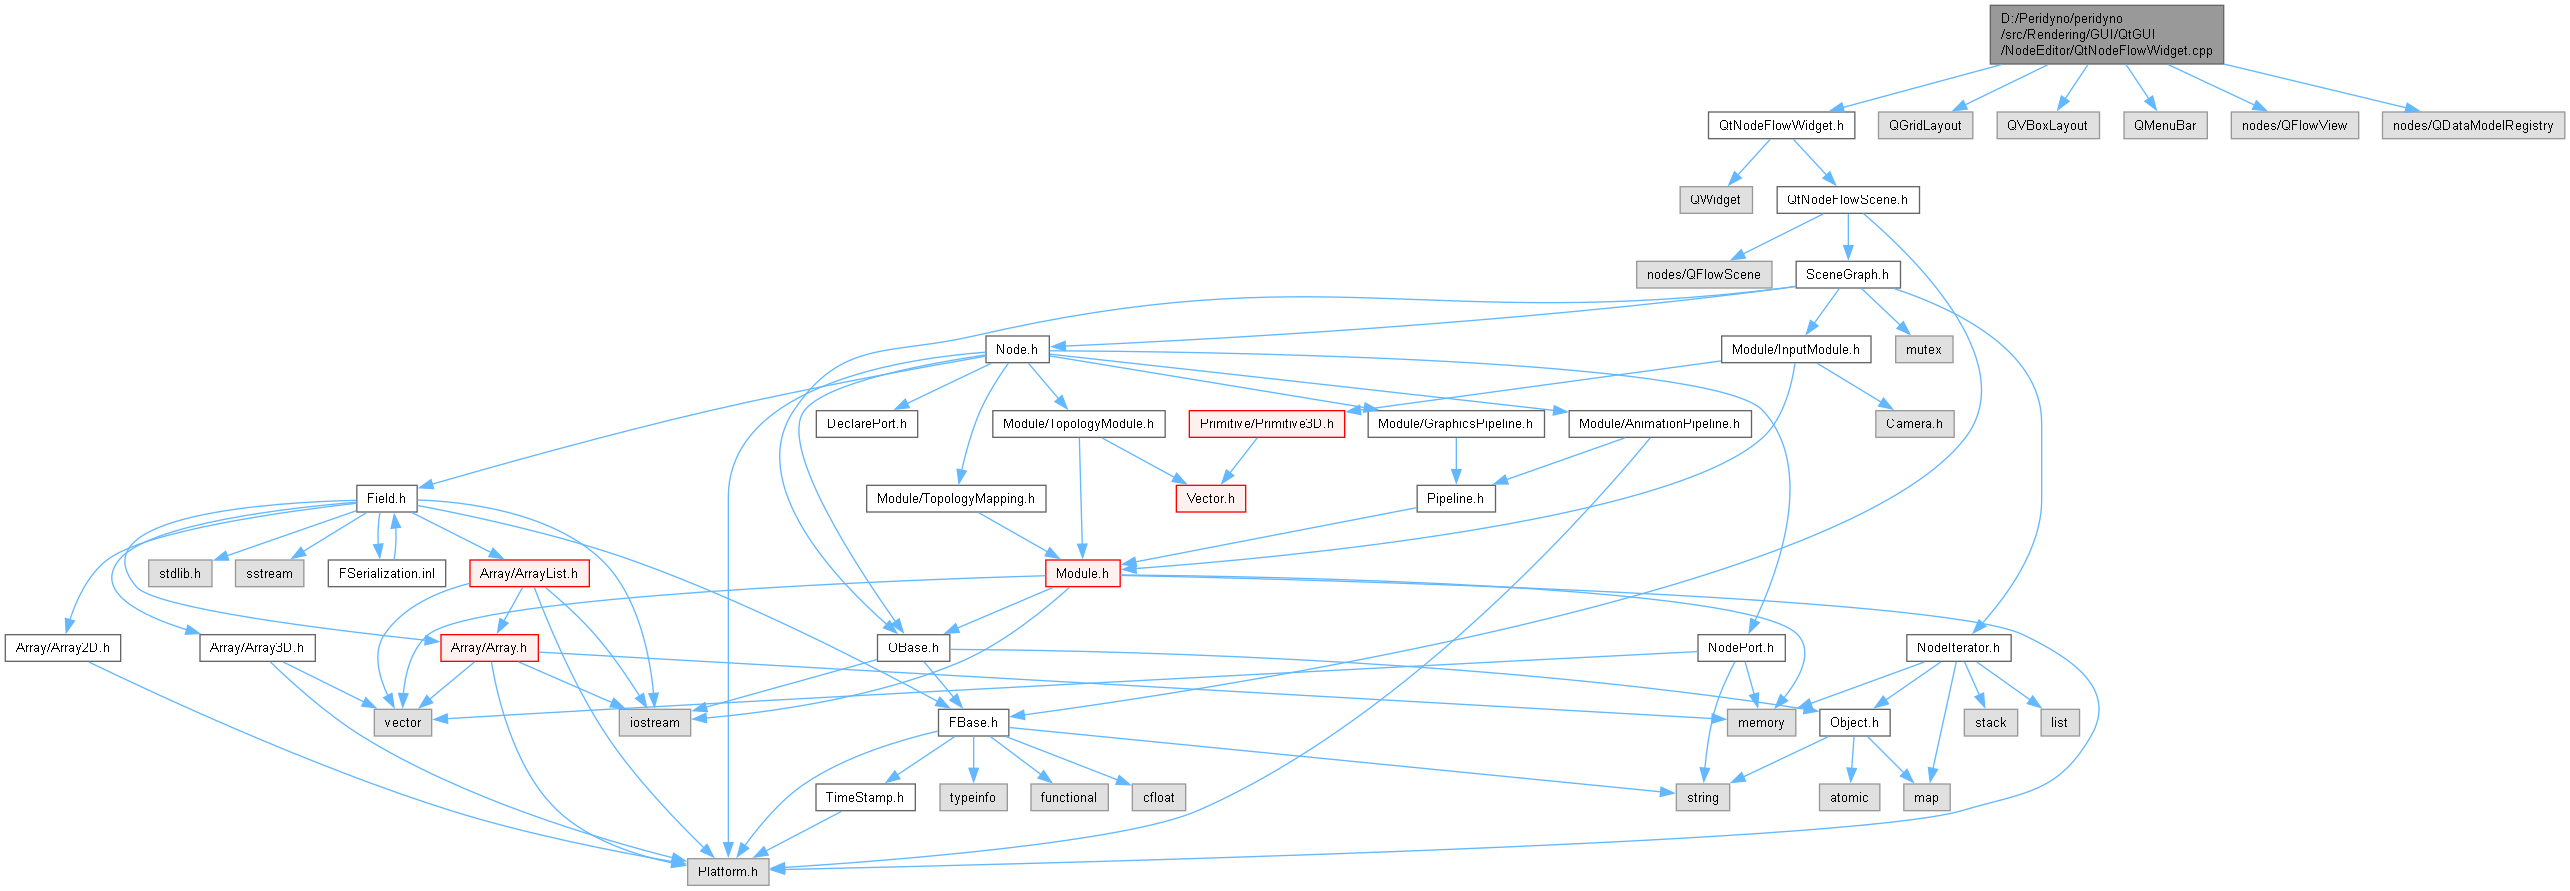 D:/Peridyno/peridyno
/src/Rendering/GUI/QtGUI
/NodeEditor/QtNodeFlowWidget.cpp
QtNodeFlowWidget.h
QGridLayout
QVBoxLayout
QMenuBar
nodes/QFlowView
nodes/QDataModelRegistry
QWidget
QtNodeFlowScene.h
nodes/QFlowScene
SceneGraph.h
Node.h
Module/InputModule.h
mutex
DeclarePort.h
Module/TopologyModule.h
Primitive/Primitive3D.h
Module/GraphicsPipeline.h
Module/AnimationPipeline.h
Camera.h
Field.h
Module/TopologyMapping.h
Vector.h
Pipeline.h
stdlib.h
sstream
FSerialization.inl
Array/ArrayList.h
Module.h
Array/Array2D.h
Array/Array3D.h
Array/Array.h
OBase.h
NodePort.h
NodeIterator.h
vector
iostream
FBase.h
memory
Object.h
stack
list
TimeStamp.h
typeinfo
functional
cfloat
string
atomic
map
Platform.h